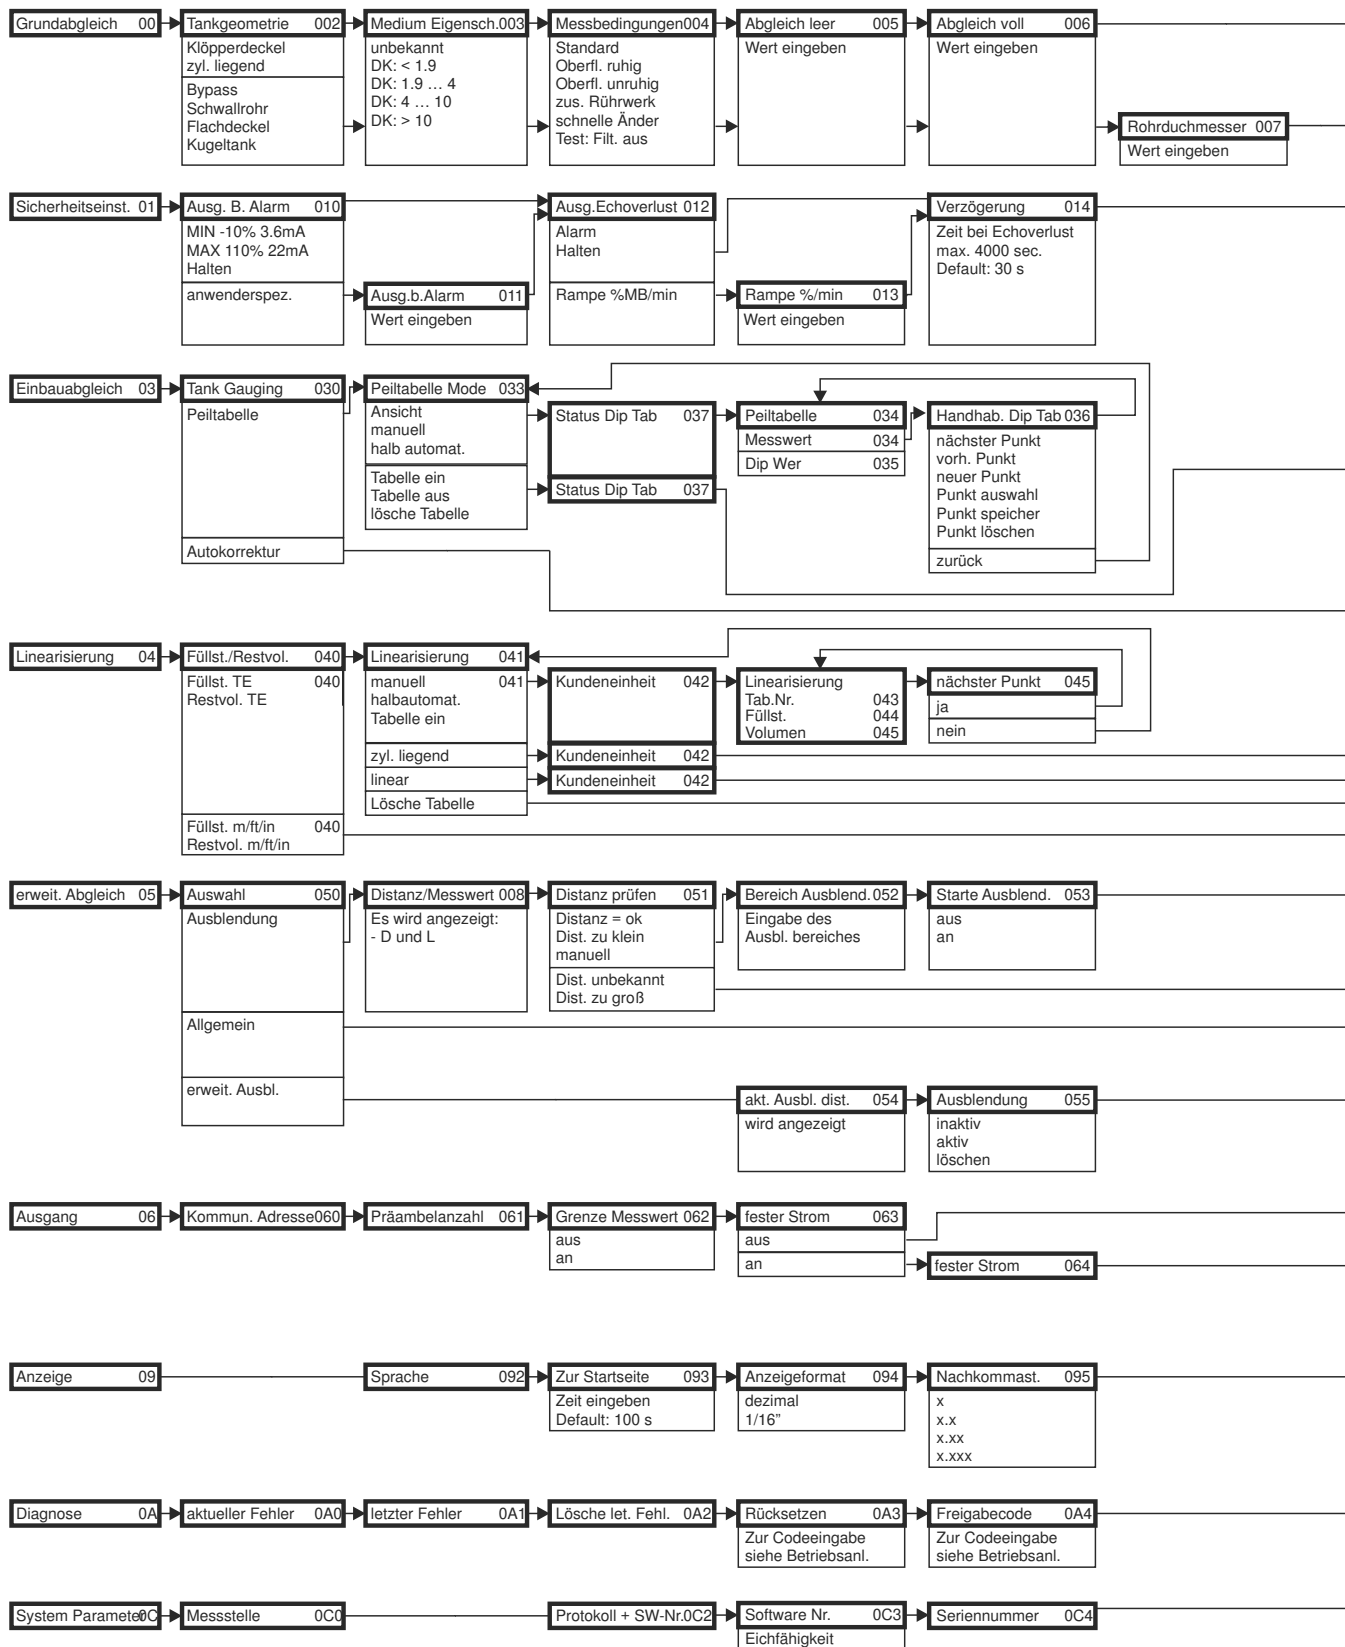 Grundabgleich 00
Tankgeometrie 002
Klöpperdeckel
zyl. liegend
Bypass
Schwallrohr
Flachdeckel
Kugeltank
Medium Eigensch.003
unbekannt
DK: < 1.9
DK: 1.9 … 4
DK: 4 … 10
DK: > 10
Messbedingungen004
Standard
Oberfl. ruhig
Oberfl. unruhig
zus. Rührwerk
schnelle Änder
Test: Filt. aus
Abgleich leer 005
Wert eingeben
Abgleich voll 006
Wert eingeben
Rohrduchmesser 007
Wert eingeben
Sicherheitseinst. 01
Ausg. B. Alarm 010
MIN -10% 3.6mA
MAX 110% 22mA
Halten
anwenderspez.
Ausg.b.Alarm 011
Wert eingeben
Ausg.Echoverlust 012
Alarm
Halten
Rampe %MB/min
Rampe %/min 013
Wert eingeben
Verzögerung 014
Zeit bei Echoverlust
max. 4000 sec.
Default: 30 s
Einbauabgleich 03
Tank Gauging 030
Peiltabelle
Autokorrektur
Peiltabelle Mode 033
Ansicht
manuell
halb automat.
Tabelle ein
Tabelle aus
lösche Tabelle
Status Dip Tab 037
Status Dip Tab 037
Peiltabelle 034
Messwert 034
Dip Wer 035
Handhab. Dip Tab 036
nächster Punkt
vorh. Punkt
neuer Punkt
Punkt auswahl
Punkt speicher
Punkt löschen
zurück
Linearisierung 04
Füllst./Restvol. 040
Füllst. TE 040
Restvol. TE
Füllst. m/ft/in 040
Restvol. m/ft/in
Linearisierung 041
manuell 041
halbautomat.
Tabelle ein
zyl. liegend
linear
Lösche Tabelle
Kundeneinheit 042
Kundeneinheit 042
Kundeneinheit 042
Linearisierung
Tab.Nr. 043
Füllst. 044
Volumen 045
nächster Punkt 045
ja
nein
erweit. Abgleich 05
Auswahl 050
Ausblendung
Allgemein
erweit. Ausbl.
Distanz/Messwert 008
Es wird angezeigt:
- D und L
Distanz prüfen 051
Distanz = ok
Dist. zu klein
manuell
Dist. unbekannt
Dist. zu groß
Bereich Ausblend. 052
Eingabe des
Ausbl. bereiches
Starte Ausblend. 053
aus
an
akt. Ausbl. dist. 054
wird angezeigt
Ausblendung 055
inaktiv
aktiv
löschen
Ausgang 06
Kommun. Adresse060
Präambelanzahl 061
Grenze Messwert 062
aus
an
fester Strom 063
aus
an
fester Strom 064
Anzeige 09
Sprache 092
Zur Startseite 093
Zeit eingeben
Default: 100 s
Anzeigeformat 094
dezimal
1/16”
Nachkommast. 095
x
x.x
x.xx
x.xxx
Diagnose 0A
aktueller Fehler 0A0
letzter Fehler 0A1
Lösche let. Fehl. 0A2
Rücksetzen 0A3
Zur Codeeingabe
siehe Betriebsanl.
Freigabecode 0A4
Zur Codeeingabe
siehe Betriebsanl.
System Parameter0C
Messstelle 0C0
Protokoll + SW-Nr.0C2
Software Nr. 0C3
Eichfähigkeit
Seriennummer 0C4